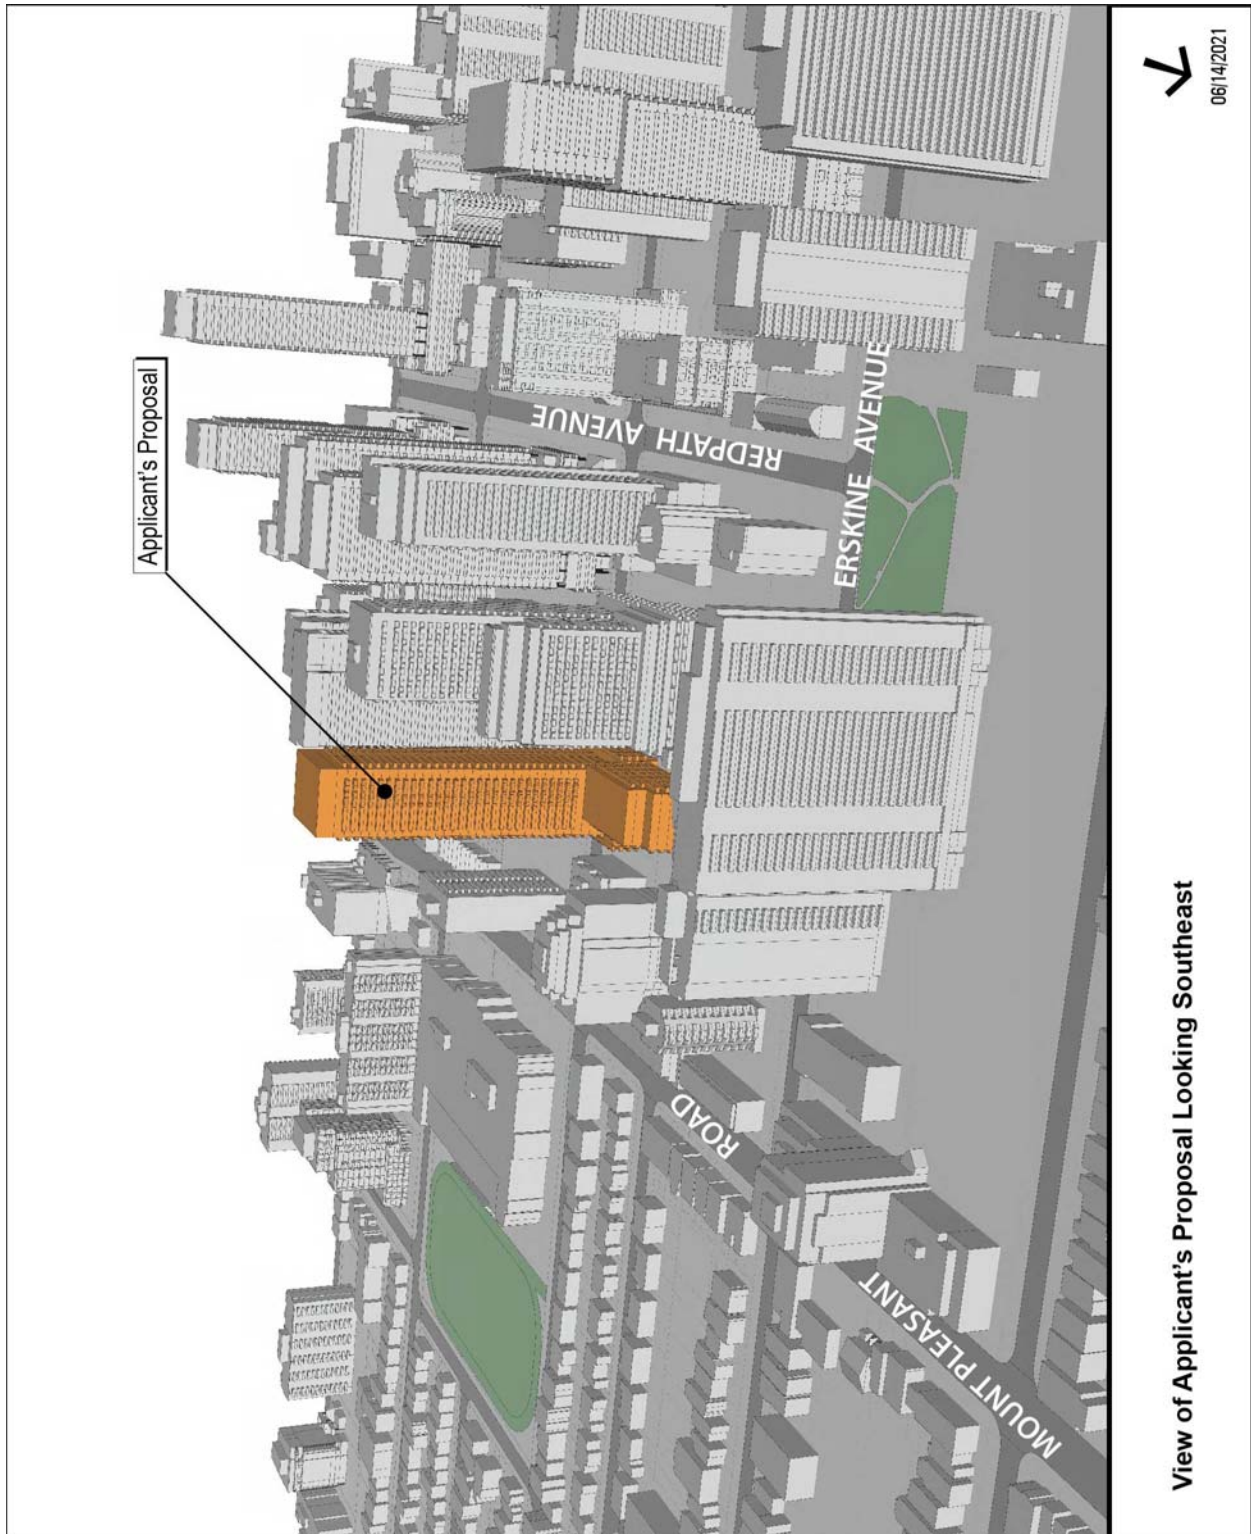 Applicant's Proposal
REDPATH AVENUE
ERSKINE AVENUE
ROAD
MOUNT PLEASANT
View of Applicant's Proposal Looking Southeast
06/14/2021